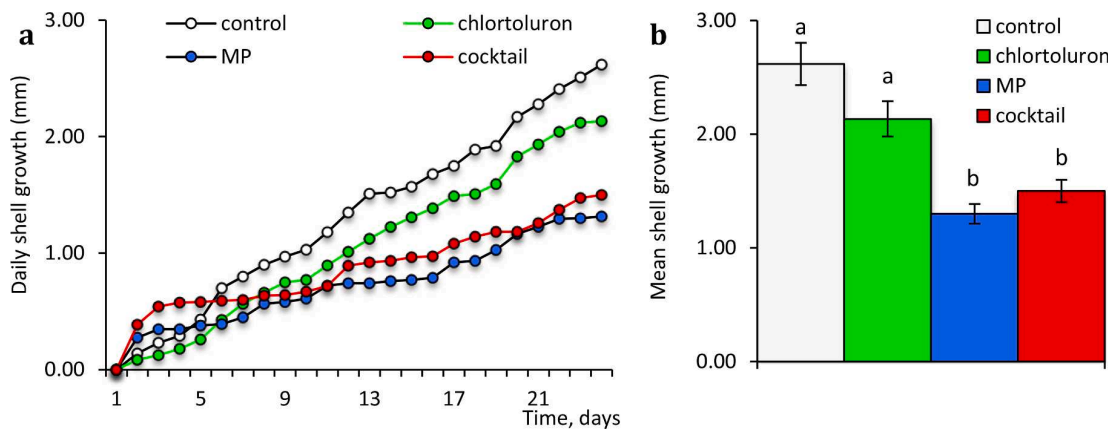 a
Daily shell growth (mm)
3.00
2.00
1.00
0.00
control
chlortoluron
MP
cocktail
1 5 9 13 17 21
Time, days
b
Mean shell growth (mm)
3.00
2.00
1.00
0.00
a
a
b
b
control
chlortoluron
MP
cocktail